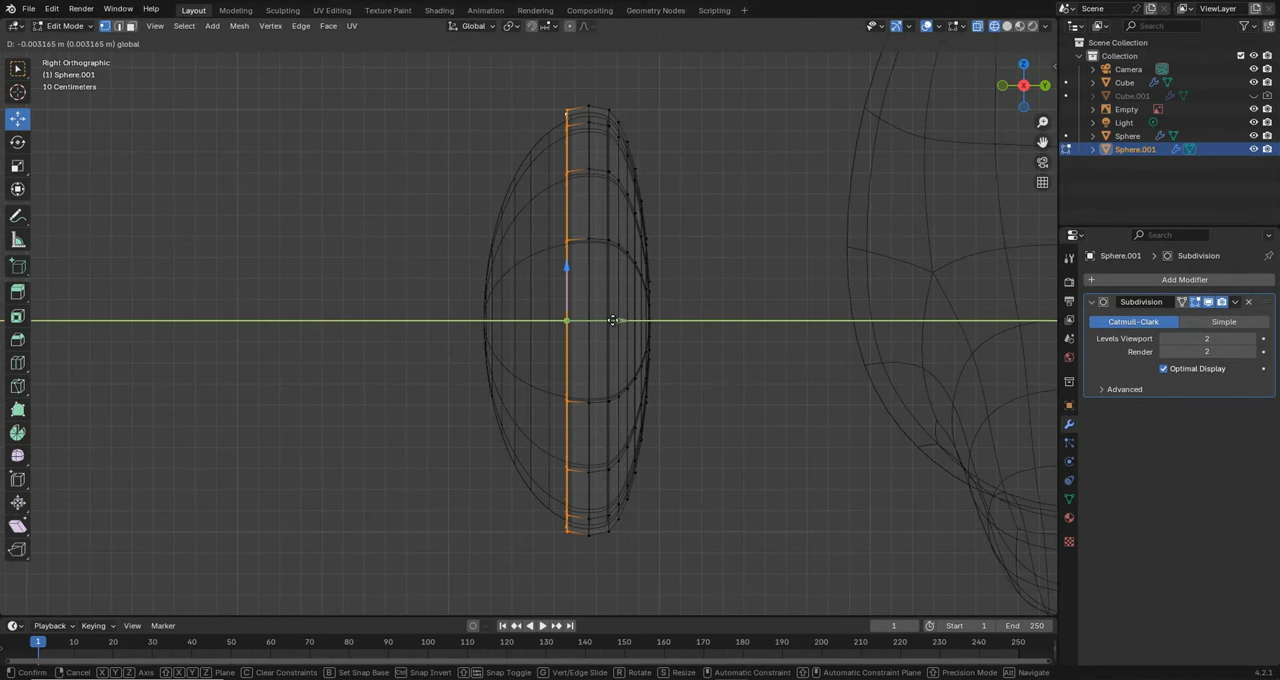 File Edit Render Window Help
Layout Modeling Sculpting UV Editing Texture Paint Shading Animation Rendering Compositing Geometry Nodes Scripting +
Scene
ViewLayer
Edit Mode View Select Add Mesh Vertex Edge Face UV
Global
D: -0.003165 m (0.003165 m) global
Right Orthographic
(1) Sphere.001
10 Centimeters
Z
X
Y
Search
Scene Collection
Collection
Camera
Cube
Cube.001
Empty
Light
Sphere
Sphere.001
Search
Sphere.001 > Subdivision
+ Add Modifier
Subdivision
Catmull-Clark Simple
Levels Viewport 2
Render 2
Optimal Display
Advanced
Playback Keying View Marker
1
Start 1
End 250
1 10 20 30 40 50 60 70 80 90 100 110 120 130 140 150 160 170 180 190 200 210 220 230 240 250
Confirm Cancel X Y Z Axis X Y Z Plane C Clear Constraints B Set Snap Base Ctrl Snap Invert Snap Toggle G Vert/Edge Slide R Rotate S Resize Automatic Constraint Automatic Constraint Plane Precision Mode Alt Navigate
4.2.1